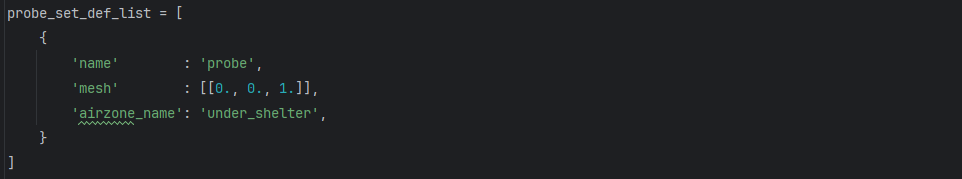 probe_set_def_list = [
    {
        'name'        : 'probe',
        'mesh'        : [[0., 0., 1.]],
        'airzone_name': 'under_shelter',
    }
]